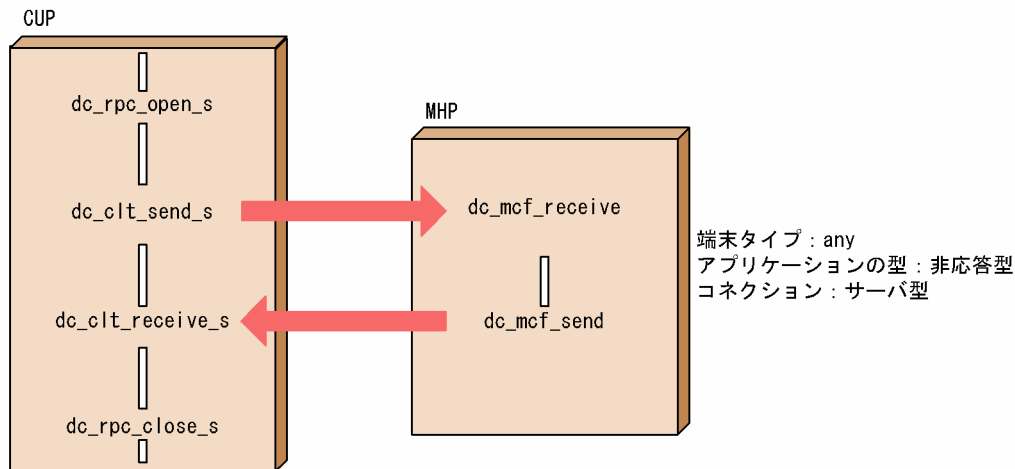 CUP
dc_rpc_open_s
MHP
dc_clt_send_s
dc_mcf_receive
端末タイプ：any
アプリケーションの型：非応答型
コネクション：サーバ型
dc_clt_receive_s
dc_mcf_send
dc_rpc_close_s